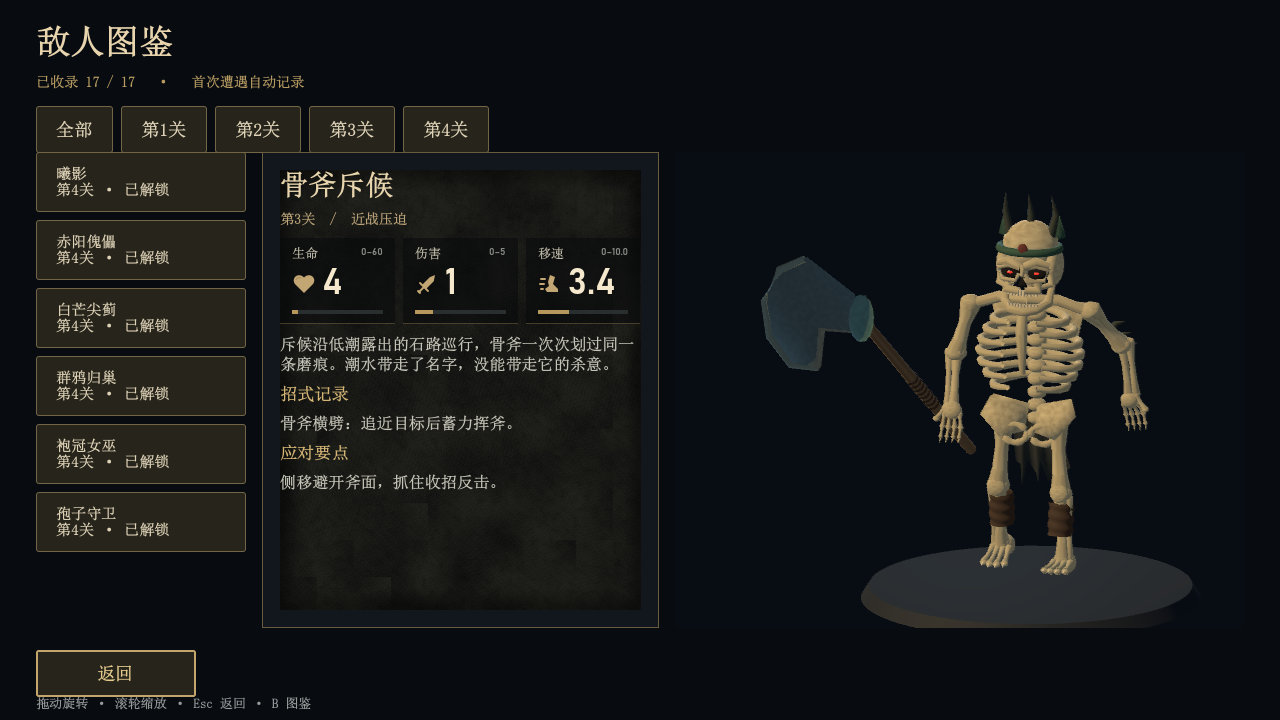 敌人图鉴
已收录 17 / 17 • 首次遭遇自动记录
全部
第1关
第2关
第3关
第4关
曦影
第4关 • 已解锁
赤阳傀儡
第4关 • 已解锁
白芒尖蓟
第4关 • 已解锁
群鸦归巢
第4关 • 已解锁
袍冠女巫
第4关 • 已解锁
孢子守卫
第4关 • 已解锁
骨斧斥候
第3关 / 近战压迫
生命 0-60
4
伤害 0-5
1
移速 0-10.0
3.4
斥候沿低潮露出的石路巡行，骨斧一次次划过同一
条磨痕。潮水带走了名字，没能带走它的杀意。
招式记录
骨斧横劈：追近目标后蓄力挥斧。
应对要点
侧移避开斧面，抓住收招反击。
返回
拖动旋转 • 滚轮缩放 • Esc 返回 • B 图鉴